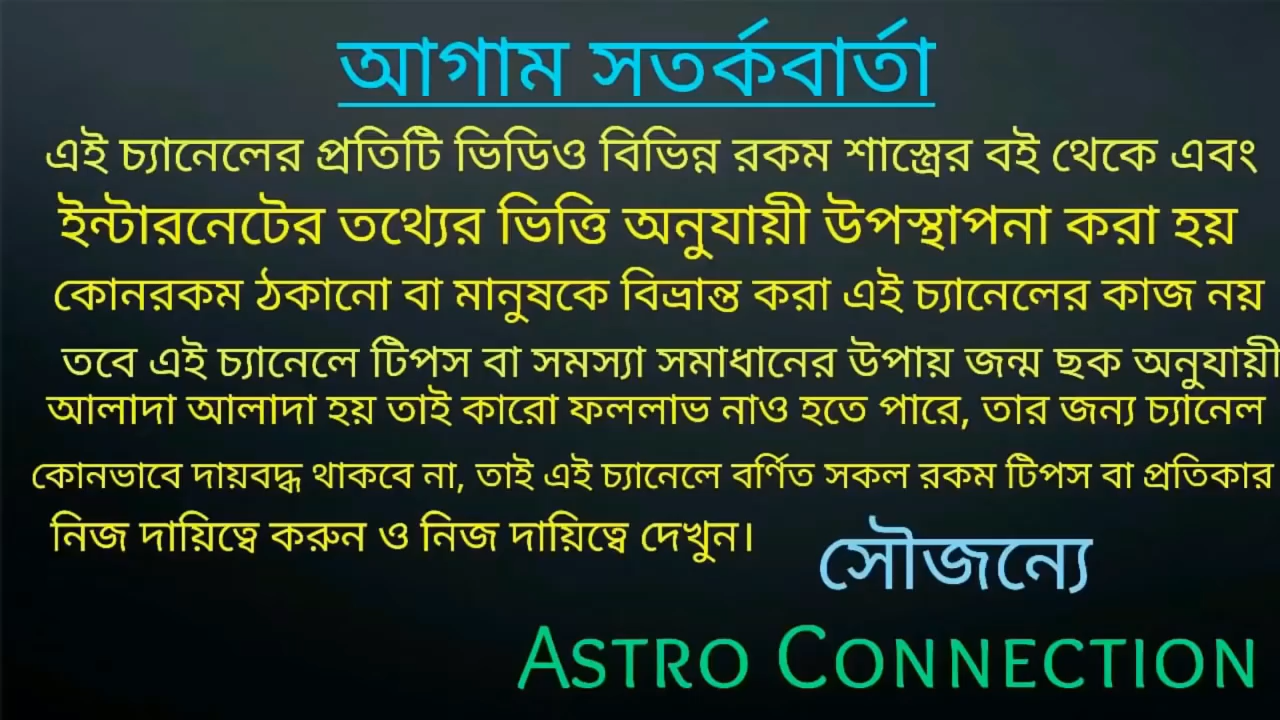 আগাম সতর্কবার্তা
এই চ্যানেলের প্রতিটি ভিডিও বিভিন্ন রকম শাস্ত্রের বই থেকে এবং
ইন্টারনেটের তথ্যের ভিত্তি অনুযায়ী উপস্থাপনা করা হয়
কোনরকম ঠকানো বা মানুষকে বিভ্রান্ত করা এই চ্যানেলের কাজ নয়
তবে এই চ্যানেলে টিপস বা সমস্যা সমাধানের উপায় জন্ম ছক অনুযায়ী
আলাদা আলাদা হয় তাই কারো ফললাভ নাও হতে পারে, তার জন্য চ্যানেল
কোনভাবে দায়বদ্ধ থাকবে না, তাই এই চ্যানেলে বর্ণিত সকল রকম টিপস বা প্রতিকার
নিজ দায়িত্বে করুন ও নিজ দায়িত্বে দেখুন।
সৌজন্যে
ASTRO CONNECTION